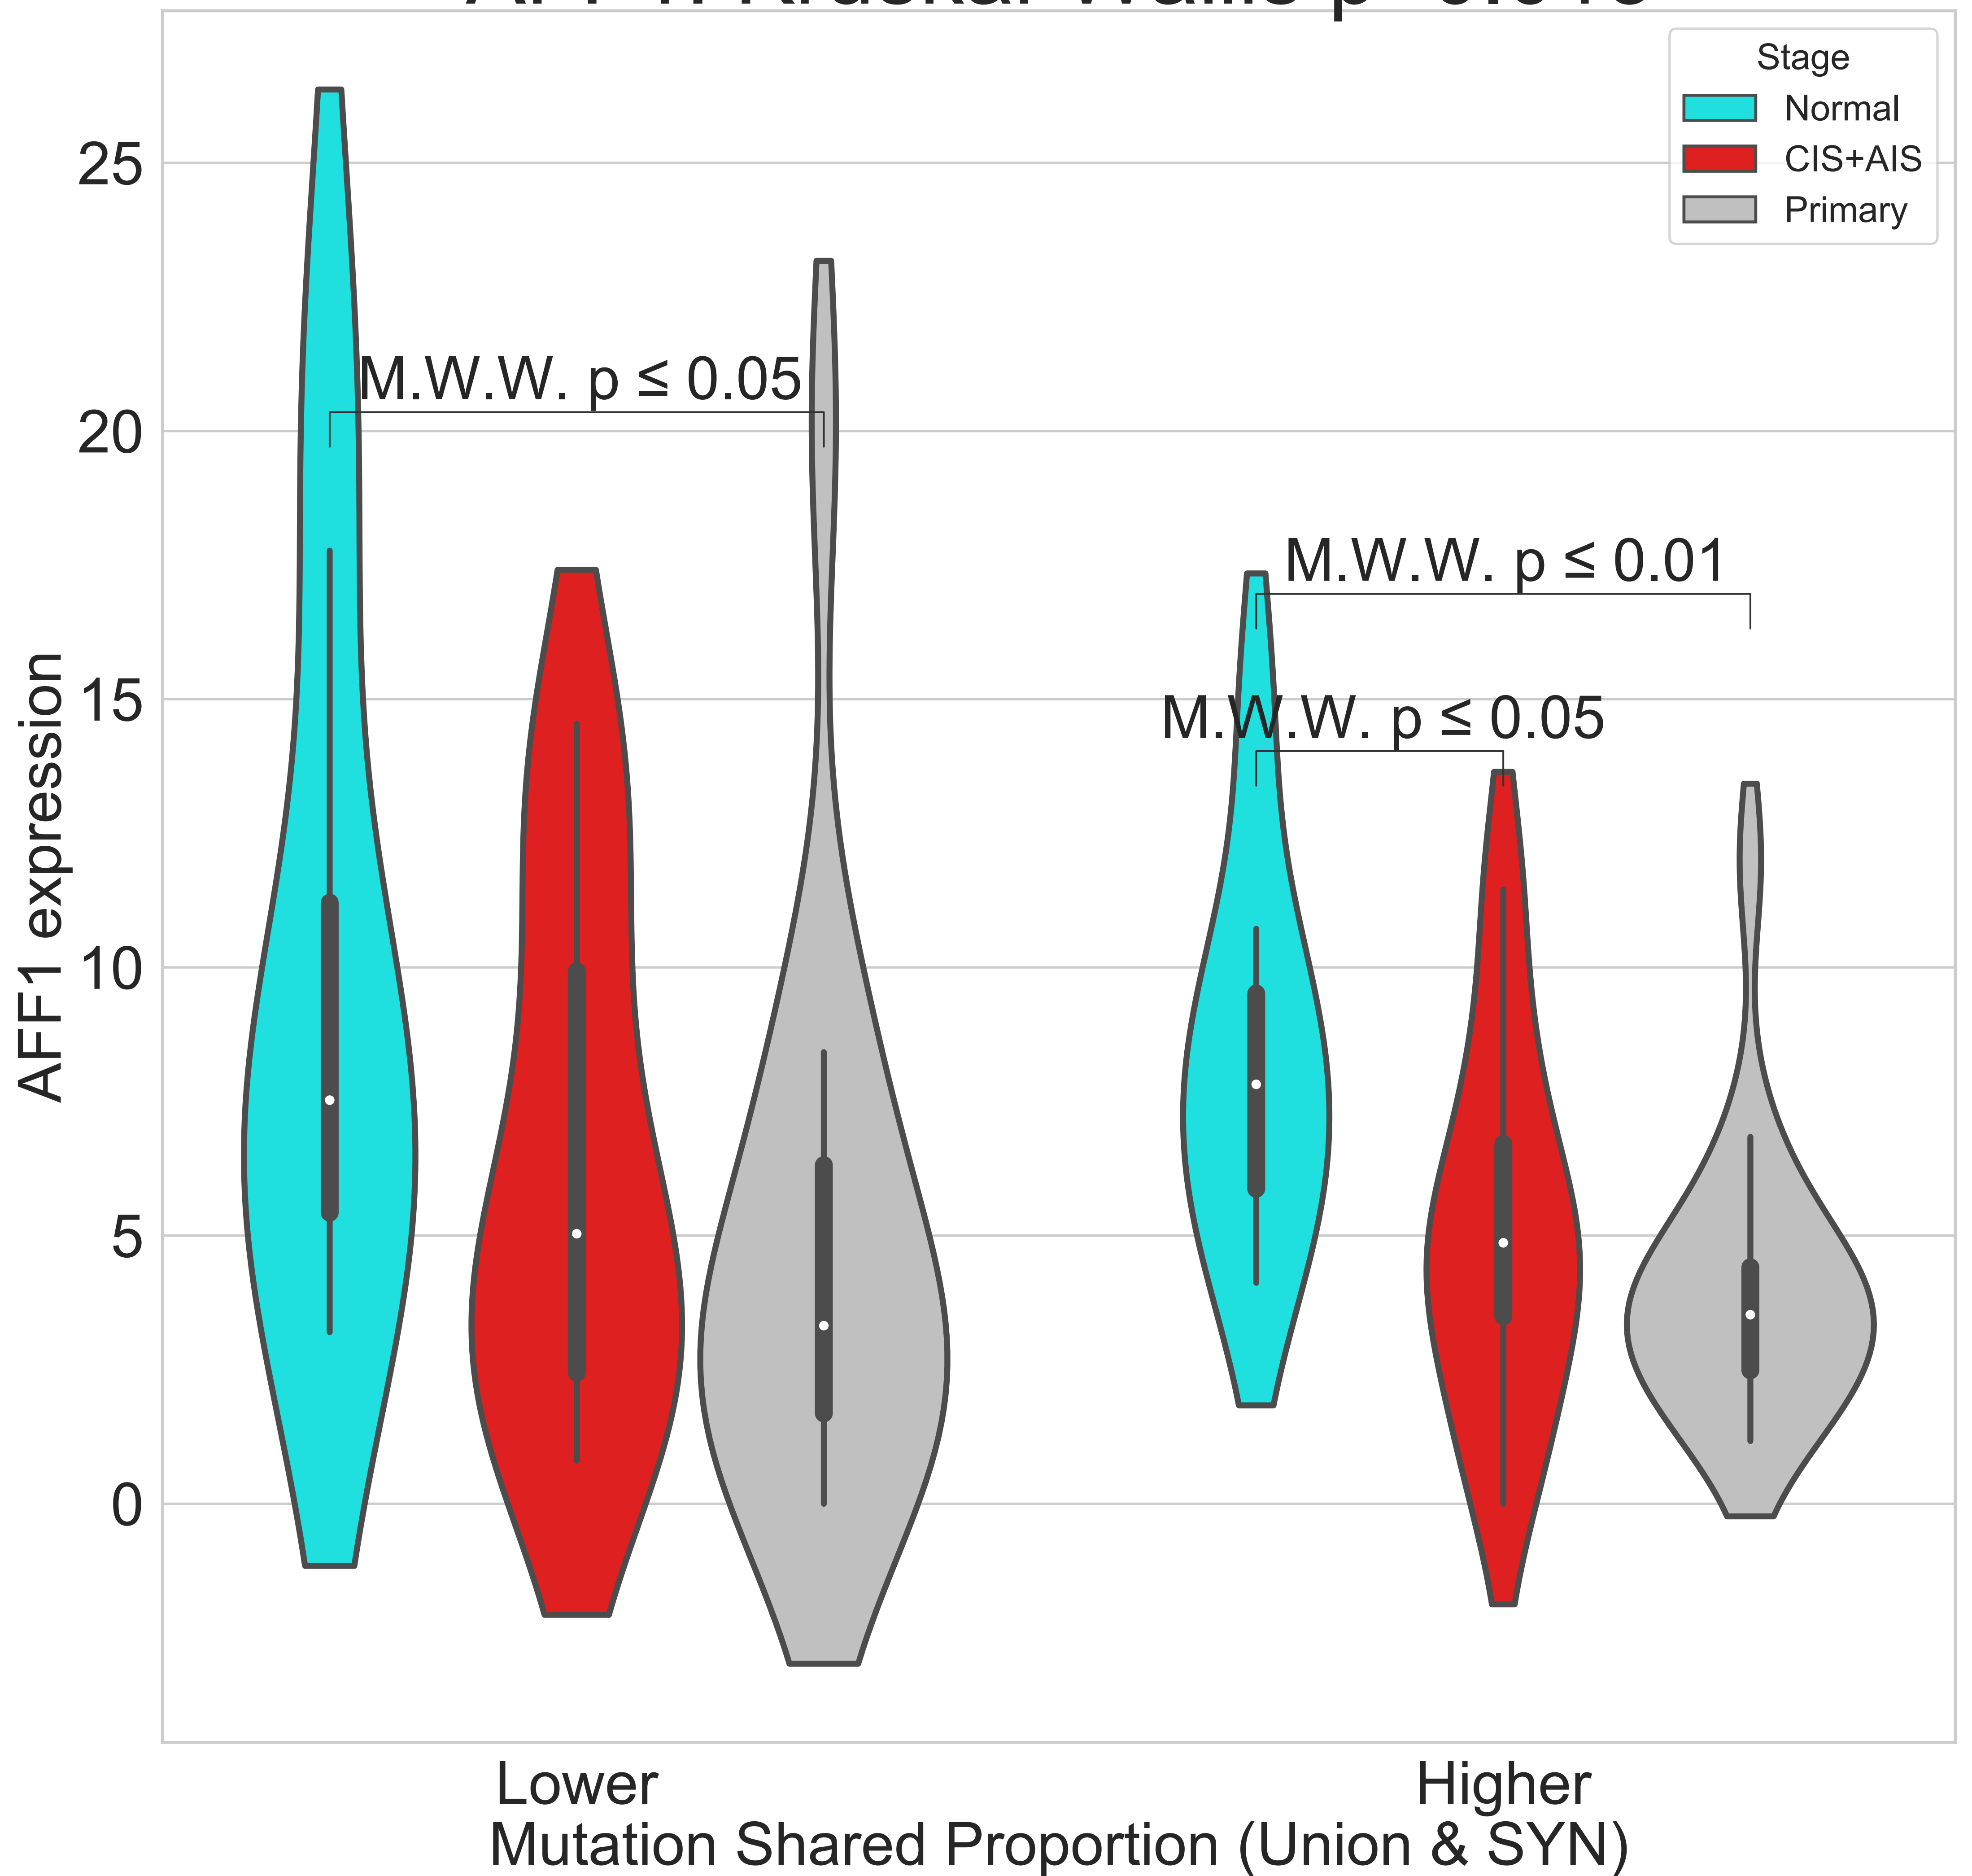 Stage
Normal
CIS+AIS
Primary
25
20
15
10
5
0
AFF1 expression
M.W.W. p ≤ 0.05
M.W.W. p ≤ 0.01
M.W.W. p ≤ 0.05
Lower
Higher
Mutation Shared Proportion (Union & SYN)